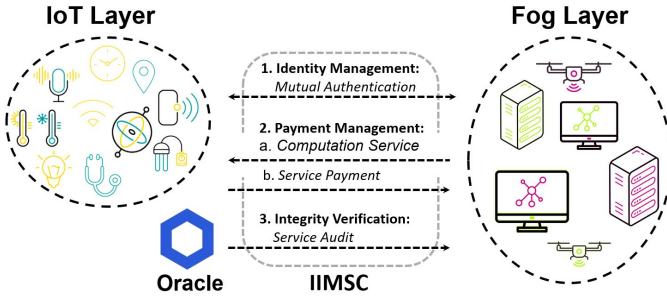 IoT Layer
Fog Layer
1. Identity Management:
Mutual Authentication
2. Payment Management:
a. Computation Service
b. Service Payment
3. Integrity Verification:
Service Audit
Oracle
IIMSC